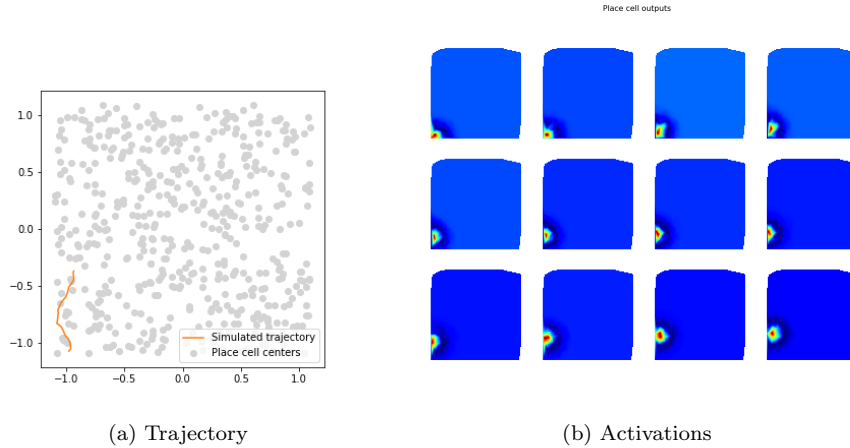 Place cell outputs
1.0
0.5
0.0
−0.5
−1.0
−1.0 −0.5 0.0 0.5 1.0
Simulated trajectory
Place cell centers
(a) Trajectory
(b) Activations